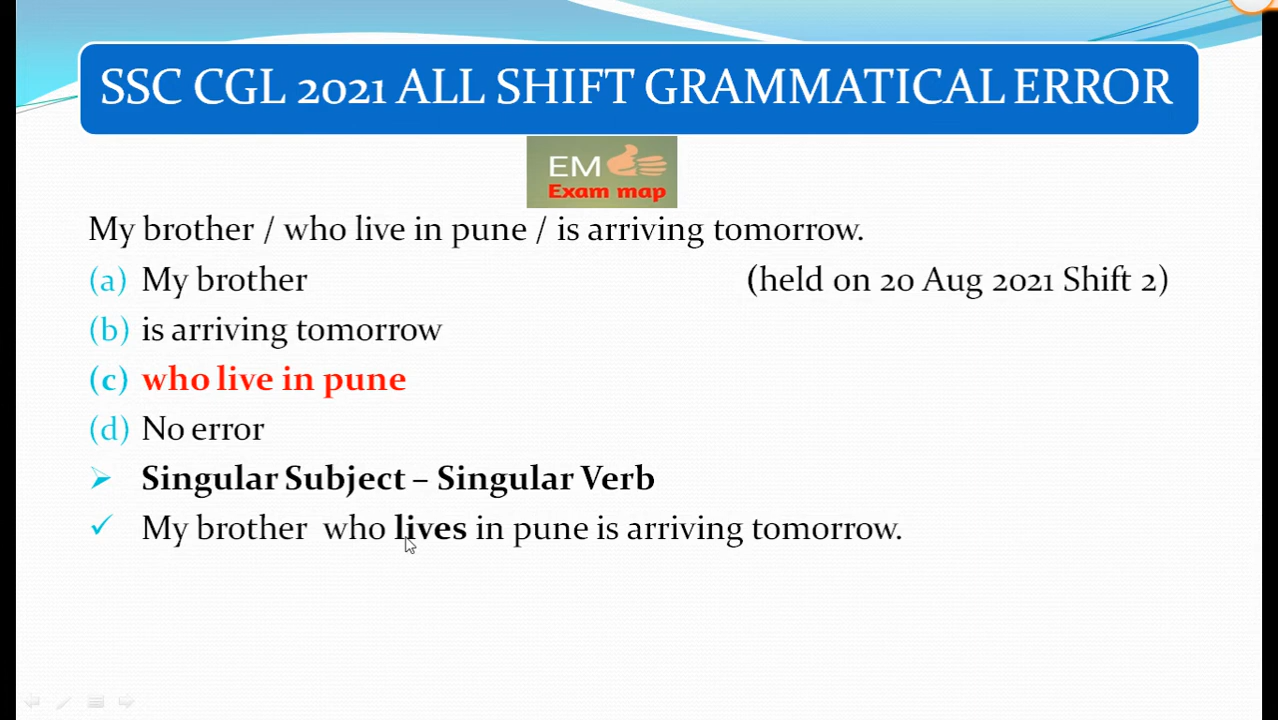 SSC CGL 2021 ALL SHIFT GRAMMATICAL ERROR
EM
Exam map
My brother / who live in pune / is arriving tomorrow.
(a) My brother (held on 20 Aug 2021 Shift 2)
(b) is arriving tomorrow
(c) who live in pune
(d) No error
➢ Singular Subject – Singular Verb
✓ My brother who lives in pune is arriving tomorrow.